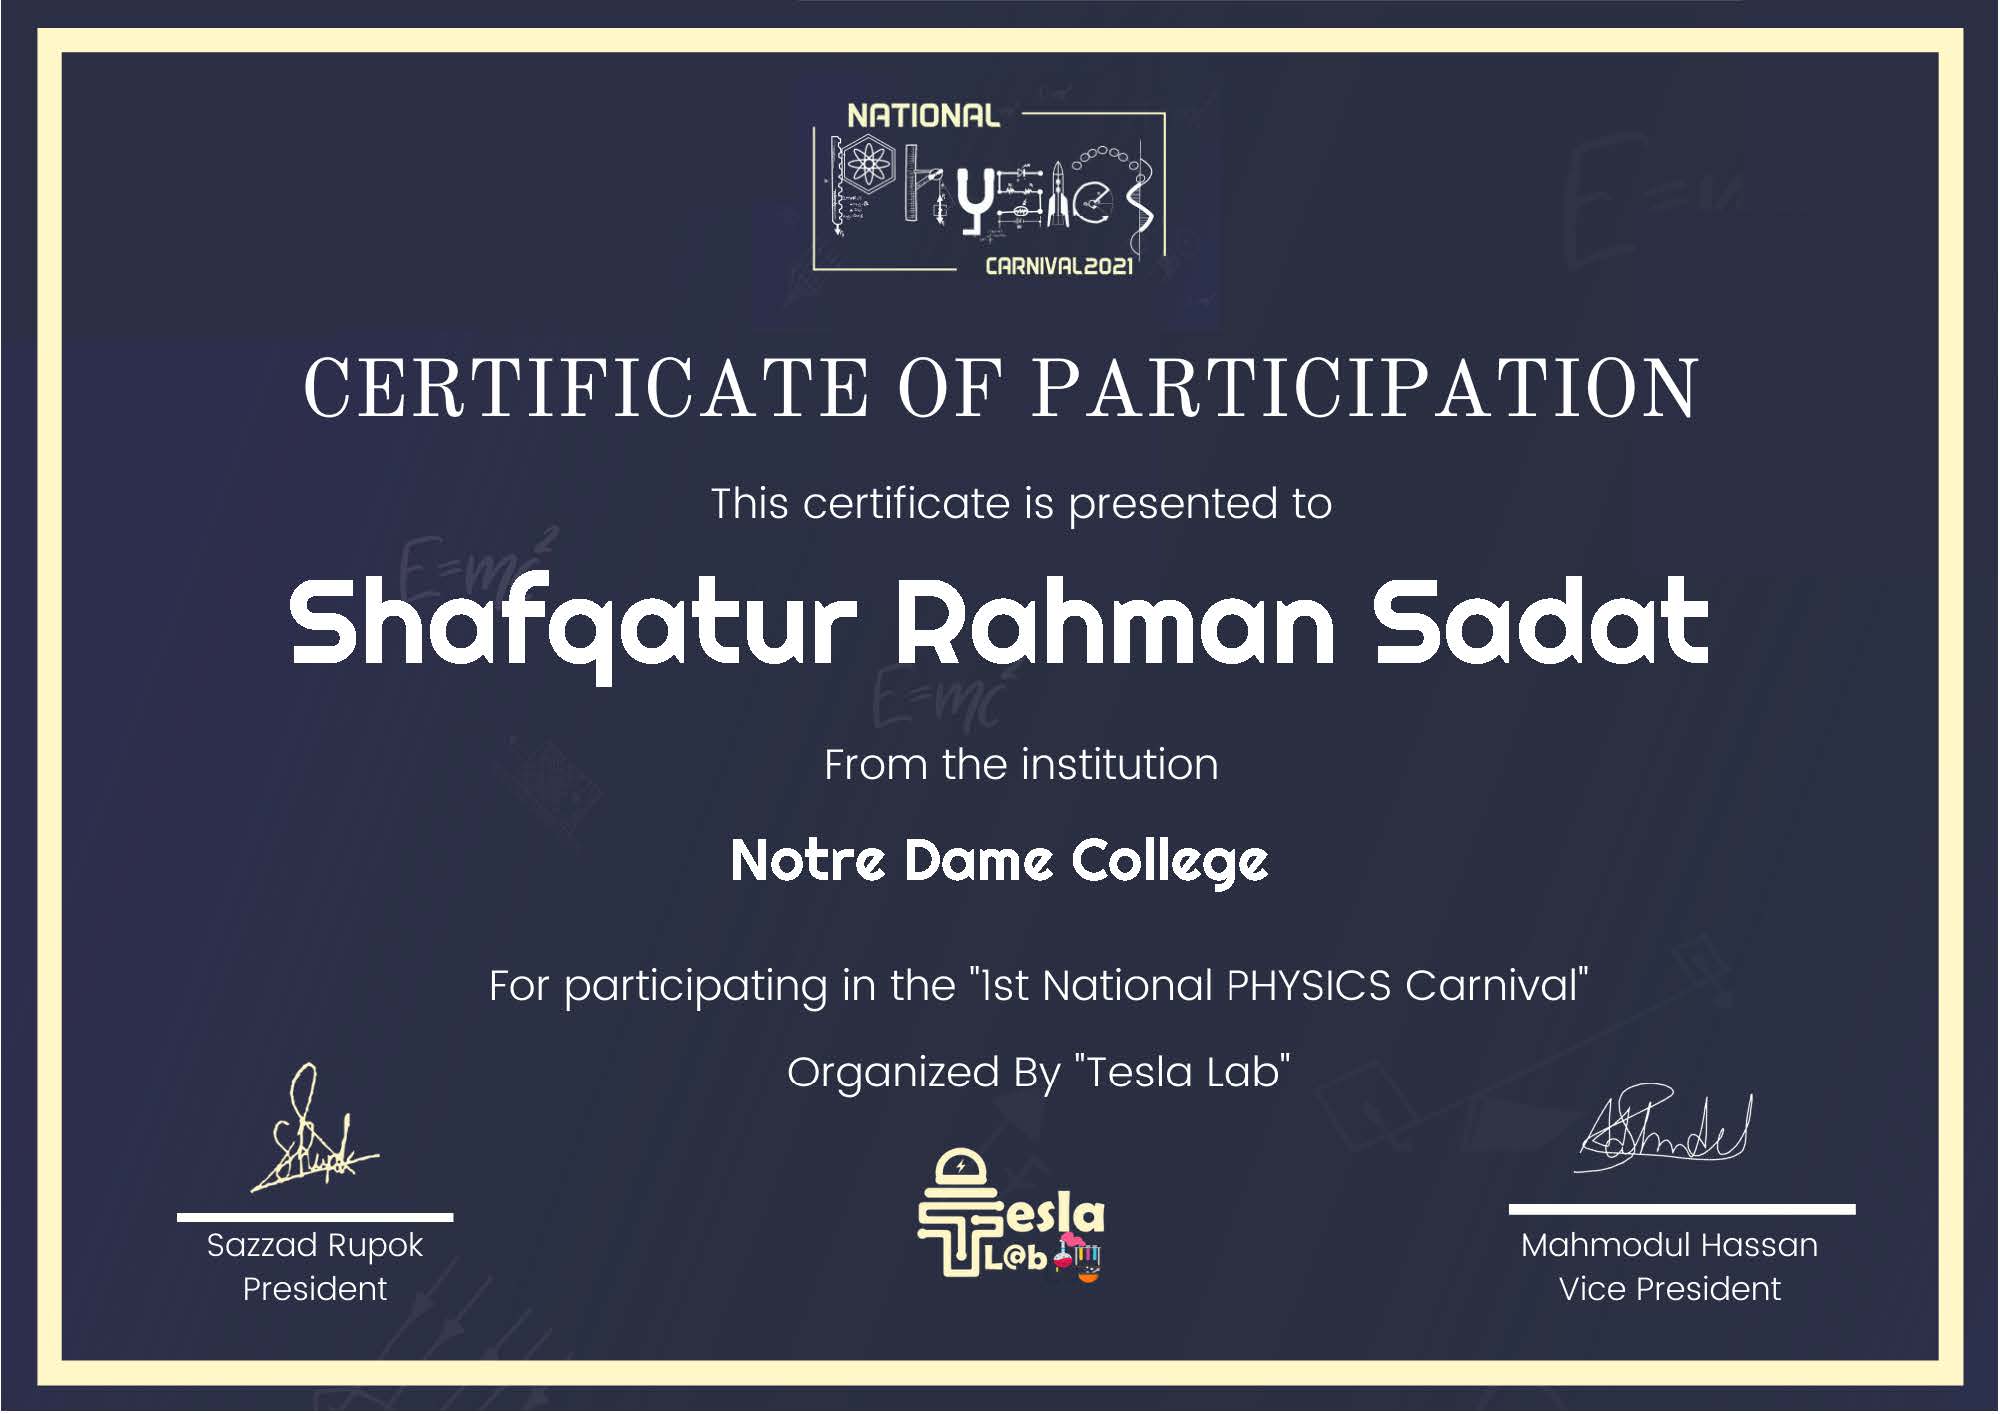 NATIONAL
Physics
CARNIVAL2021
CERTIFICATE OF PARTICIPATION
This certificate is presented to
E=mc²
Shafqatur Rahman Sadat
E=mc²
From the institution
Notre Dame College
For participating in the "1st National PHYSICS Carnival"
Organized By "Tesla Lab"
Tesla
L@b
Sazzad Rupok
President
Mahmodul Hassan
Vice President